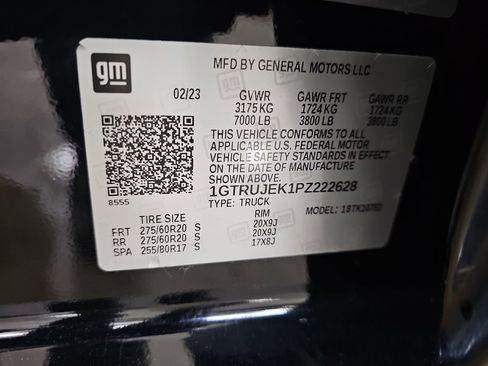 gm
MFD BY GENERAL MOTORS LLC
02/23 GVWR GAWR FRT GAWR RR
3175 KG 1724 KG 1724 KG
7000 LB 3800 LB 3800 LB
THIS VEHICLE CONFORMS TO ALL
APPLICABLE U.S. FEDERAL MOTOR
VEHICLE SAFETY STANDARDS IN EFFECT
ON THE DATE OF MANUFACTURE SHOWN ABOVE.
1GTRUJEK1PZ222628
8555 TYPE: TRUCK MODEL:
TIRE SIZE RIM
FRT 275/60R20 S 20X9J
RR 275/60R20 S 20X9J
SPA 255/80R17 S 17X8J